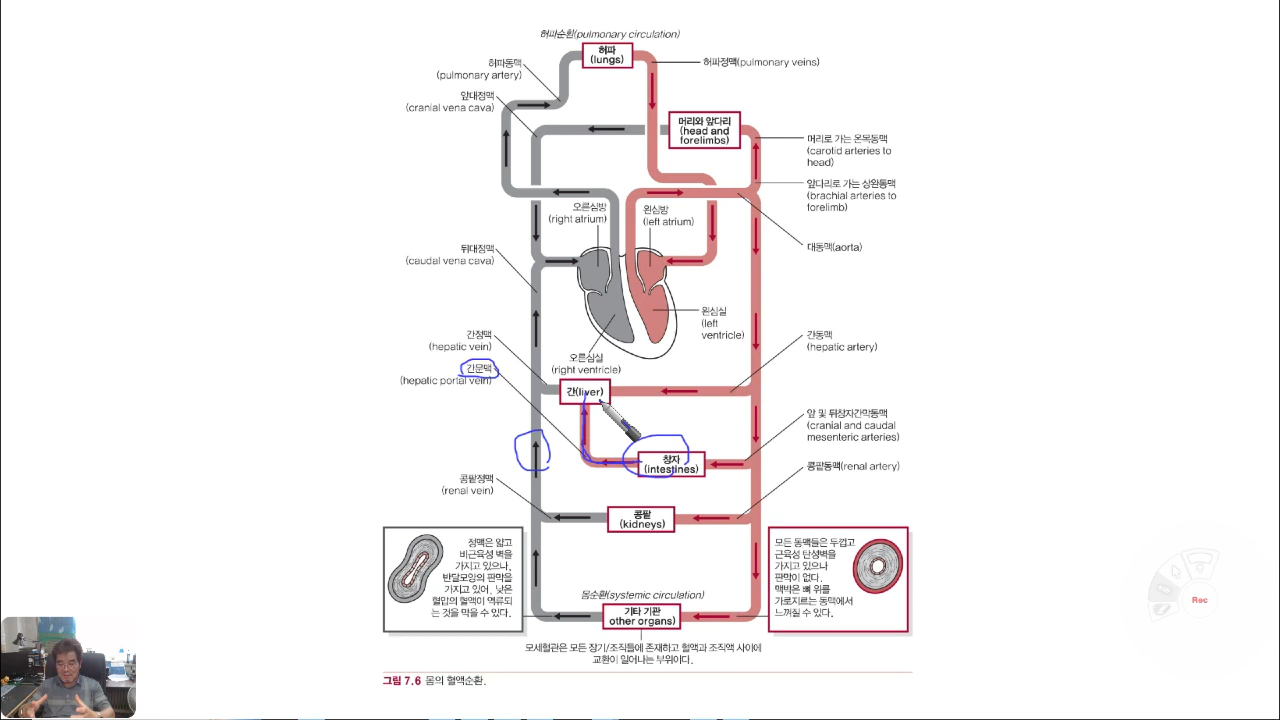 허파순환(pulmonary circulation)
허파
(lungs)
허파정맥(pulmonary veins)
허파동맥
(pulmonary artery)
앞대정맥
(cranial vena cava)
머리와 앞다리
(head and
forelimbs)
머리로 가는 온목동맥
(carotid arteries to
head)
앞다리로 가는 상완동맥
(brachial arteries to
forelimb)
오른심방
(right atrium)
왼심방
(left atrium)
대동맥(aorta)
뒤대정맥
(caudal vena cava)
왼심실
(left
ventricle)
간정맥
(hepatic vein)
간동맥
(hepatic artery)
오른심실
(right ventricle)
간문맥
(hepatic portal vein)
간(liver)
앞 및 뒤창자간막동맥
(cranial and caudal
mesenteric arteries)
창자
(intestines)
콩팥동맥(renal artery)
콩팥정맥
(renal vein)
콩팥
(kidneys)
정맥은 얇고
비근육성 벽을
가지고 있으나,
반달모양의 판막을
가지고 있어, 낮은
혈압의 혈액이 역류되
는 것을 막을 수 있다.
모든 동맥들은 두껍고
근육성 탄성벽을
가지고 있으나
판막이 없다.
맥박은 뼈 위를
가로지르는 동맥에서
느껴질 수 있다.
몸순환(systemic circulation)
기타 기관
other organs)
모세혈관은 모든 장기/조직들에 존재하고 혈액과 조직액 사이에
교환이 일어나는 부위이다.
그림 7.6 몸의 혈액순환.
Rec